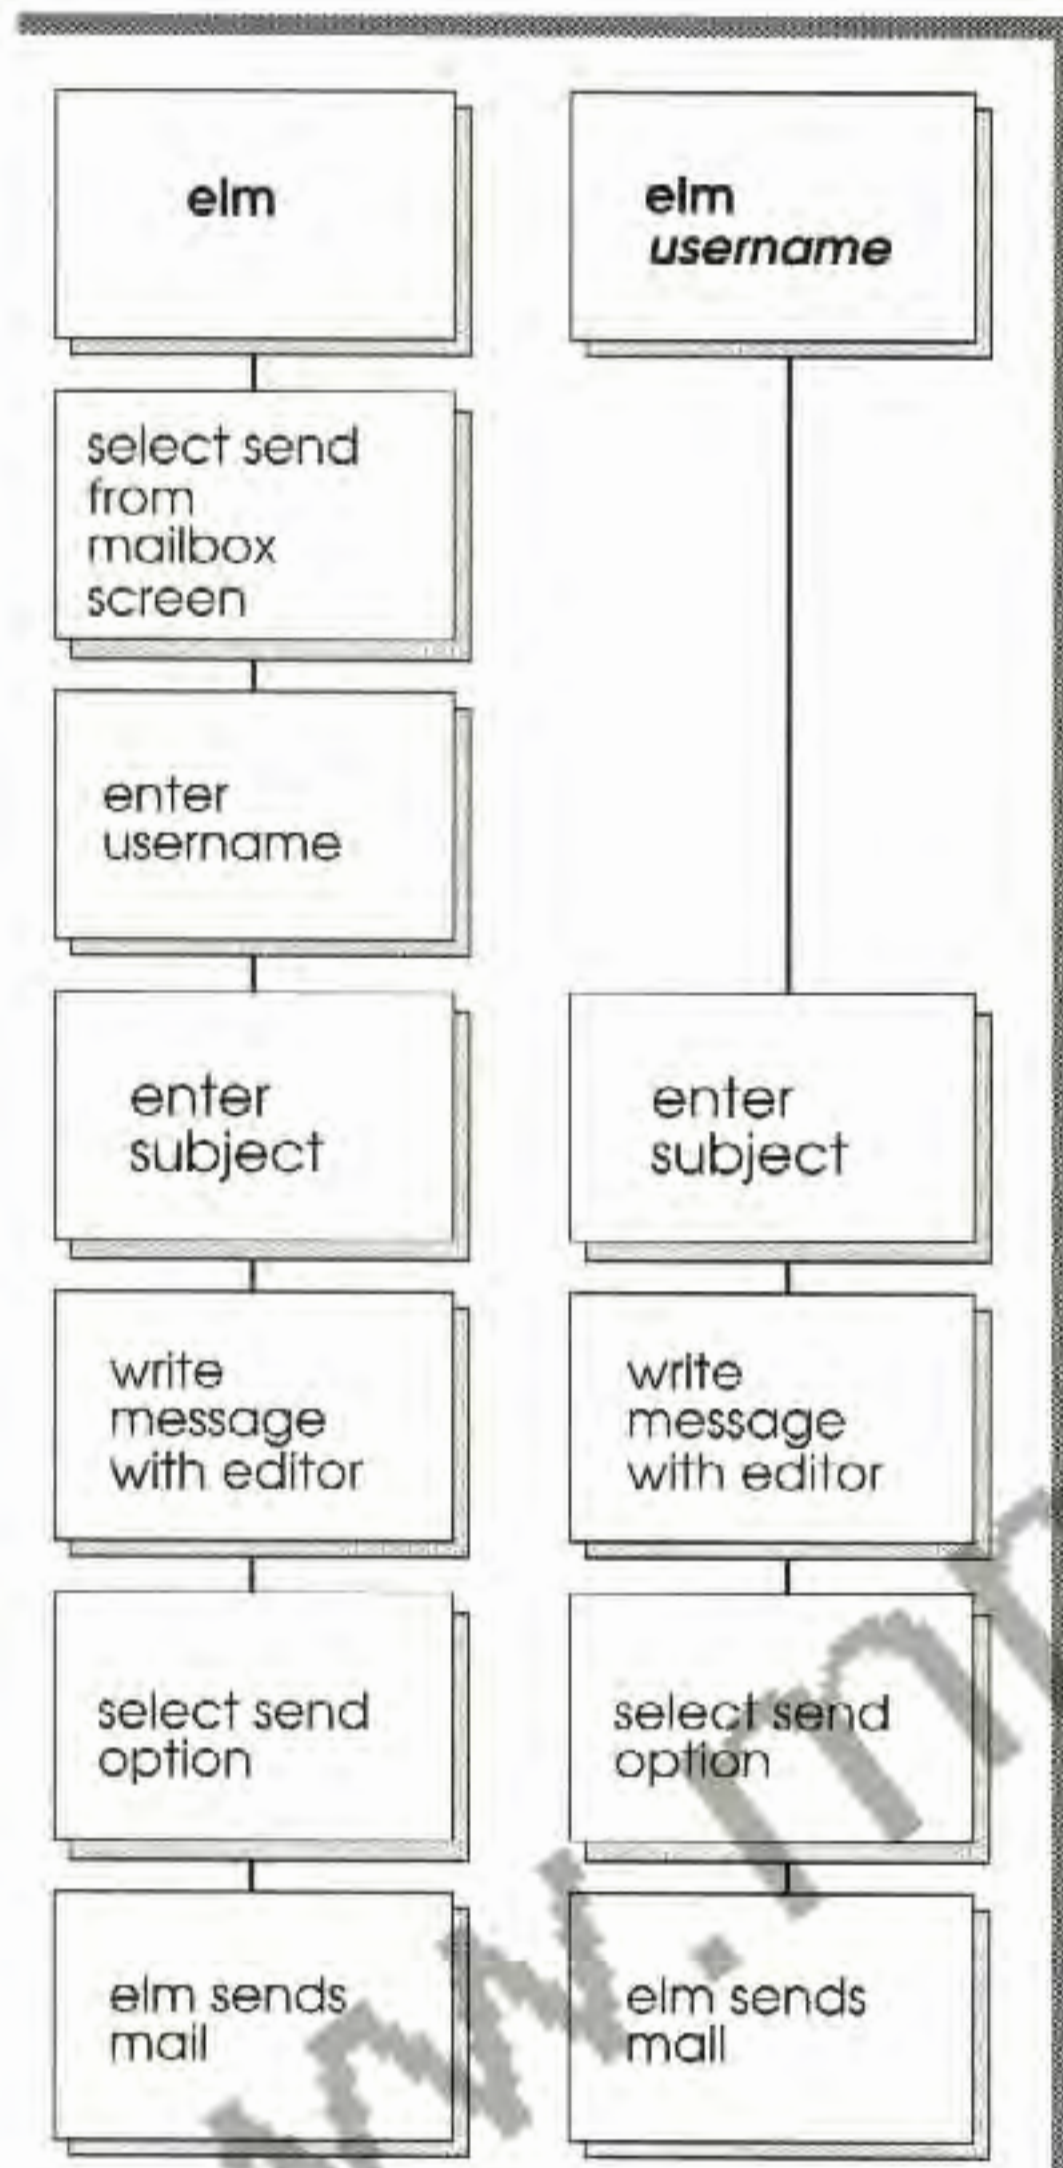 elm
select send
from
mailbox
screen
enter
username
enter
subject
write
message
with editor
select send
option
elm sends
mail
elm
username
enter
subject
write
message
with editor
select send
option
elm sends
mail
w.m